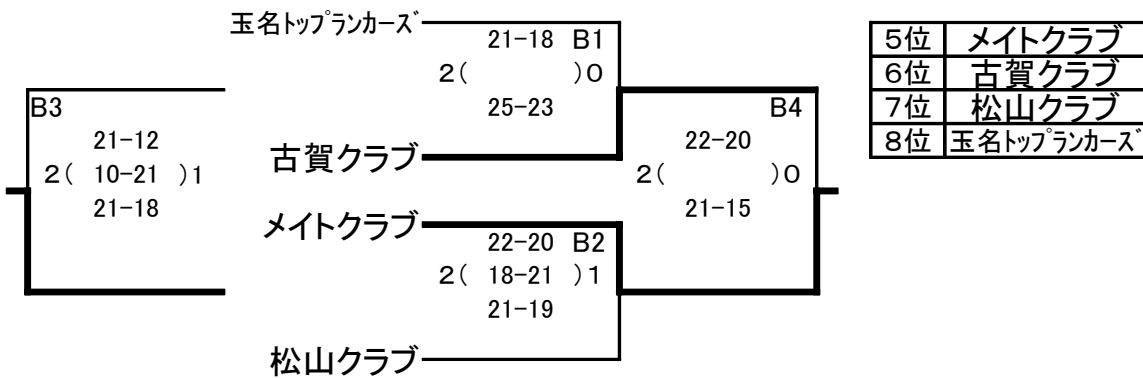 玉名トップランカーズ
21-18 B1
2( )0
25-23
古賀クラブ
B3
21-12
2( 10-21 )1
21-18
B4
22-20
2( )0
21-15
メイトクラブ
22-20 B2
2( 18-21 )1
21-19
松山クラブ
5位 メイトクラブ
6位 古賀クラブ
7位 松山クラブ
8位 玉名トップランカーズ